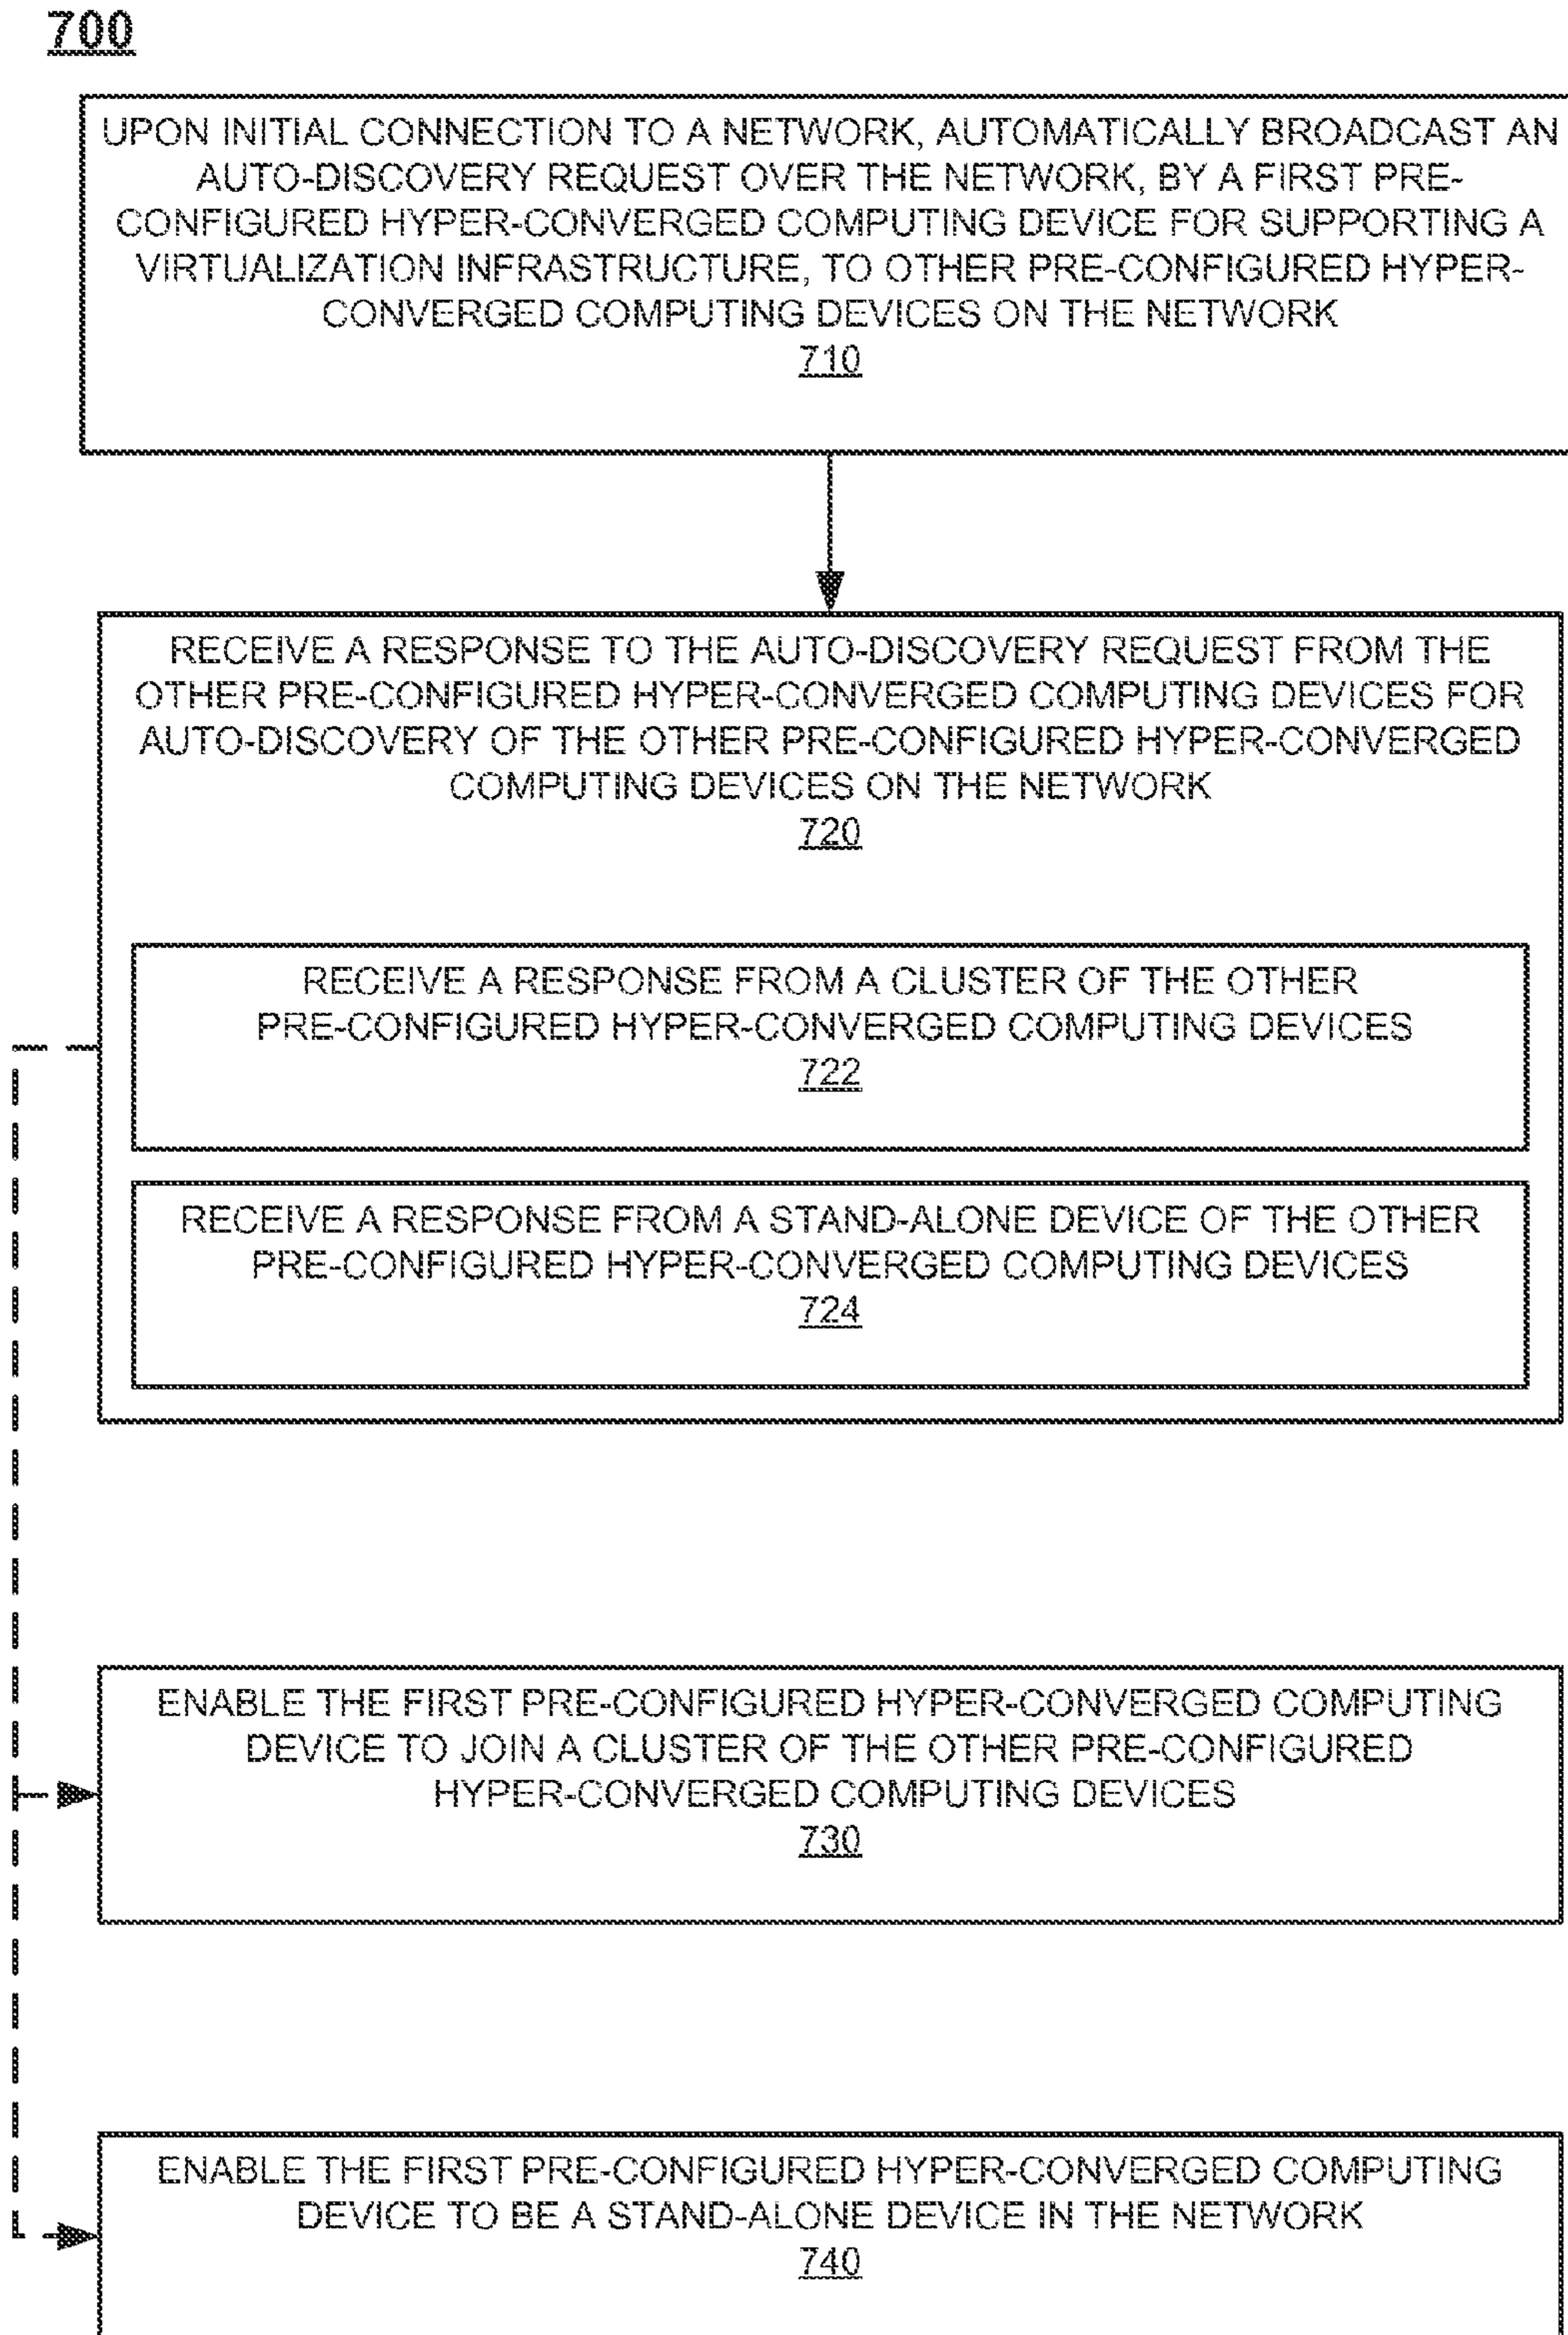 700
UPON INITIAL CONNECTION TO A NETWORK, AUTOMATICALLY BROADCAST AN
AUTO-DISCOVERY REQUEST OVER THE NETWORK, BY A FIRST PRE-
CONFIGURED HYPER-CONVERGED COMPUTING DEVICE FOR SUPPORTING A
VIRTUALIZATION INFRASTRUCTURE, TO OTHER PRE-CONFIGURED HYPER-
CONVERGED COMPUTING DEVICES ON THE NETWORK
710
RECEIVE A RESPONSE TO THE AUTO-DISCOVERY REQUEST FROM THE
OTHER PRE-CONFIGURED HYPER-CONVERGED COMPUTING DEVICES FOR
AUTO-DISCOVERY OF THE OTHER PRE-CONFIGURED HYPER-CONVERGED
COMPUTING DEVICES ON THE NETWORK
720
RECEIVE A RESPONSE FROM A CLUSTER OF THE OTHER
PRE-CONFIGURED HYPER-CONVERGED COMPUTING DEVICES
722
RECEIVE A RESPONSE FROM A STAND-ALONE DEVICE OF THE OTHER
PRE-CONFIGURED HYPER-CONVERGED COMPUTING DEVICES
724
ENABLE THE FIRST PRE-CONFIGURED HYPER-CONVERGED COMPUTING
DEVICE TO JOIN A CLUSTER OF THE OTHER PRE-CONFIGURED
HYPER-CONVERGED COMPUTING DEVICES
730
ENABLE THE FIRST PRE-CONFIGURED HYPER-CONVERGED COMPUTING
DEVICE TO BE A STAND-ALONE DEVICE IN THE NETWORK
740